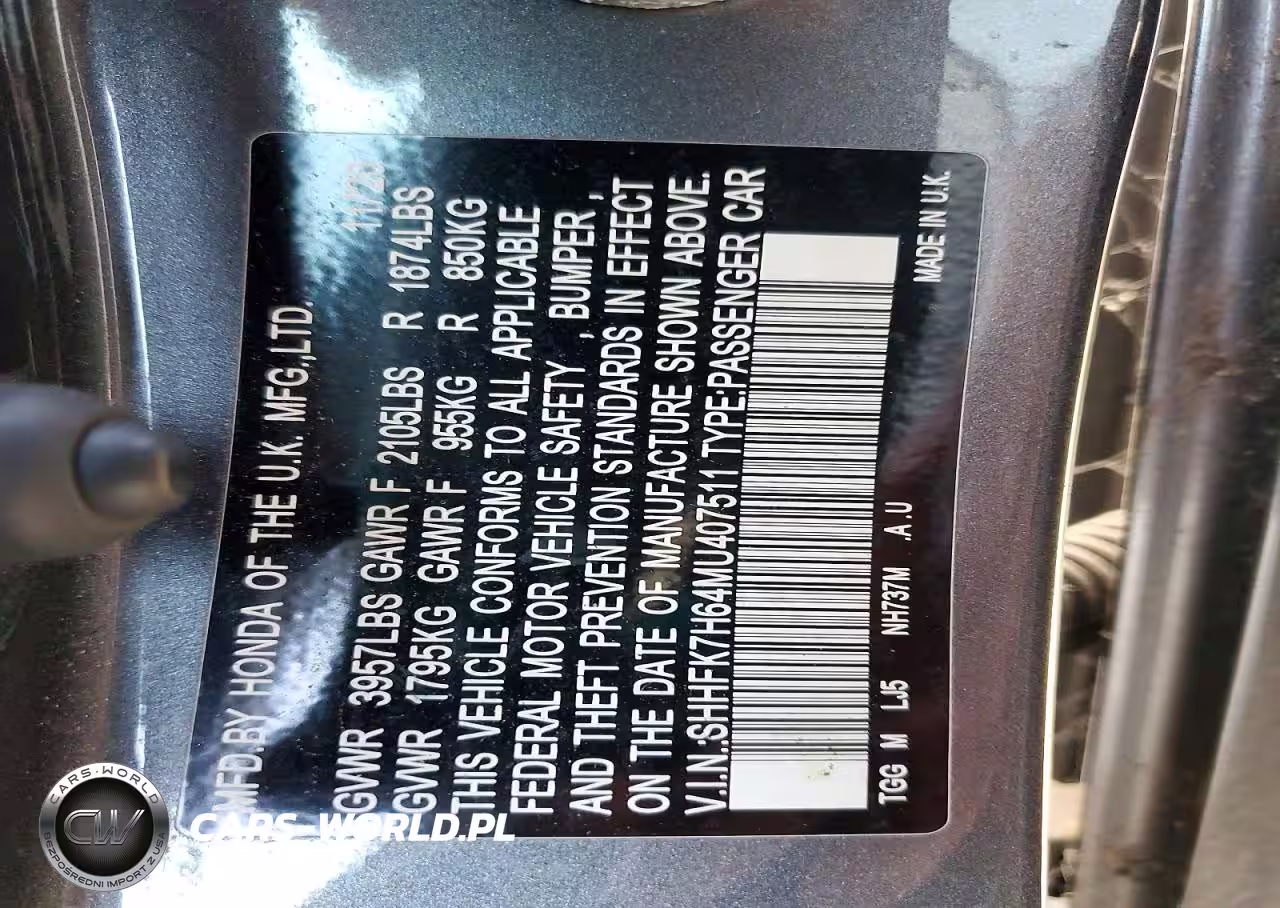 MFD.BY HONDA OF THE U.K. MFG.,LTD.
11/20
GVWR 3957LBS GAWR F 2105LBS R 1874LBS
GVWR 1795KG GAWR F 955KG R 850KG
THIS VEHICLE CONFORMS TO ALL APPLICABLE
FEDERAL MOTOR VEHICLE SAFETY , BUMPER ,
AND THEFT PREVENTION STANDARDS IN EFFECT
ON THE DATE OF MANUFACTURE SHOWN ABOVE.
V.I.N.:SHHFK7H64MU407511 TYPE:PASSENGER CAR
TGG M LJ5 NH737M .A.U
MADE IN U.K.
CARS-WORLD
CW
BEZPOŚREDNI IMPORT Z USA
CARS-WORLD.PL